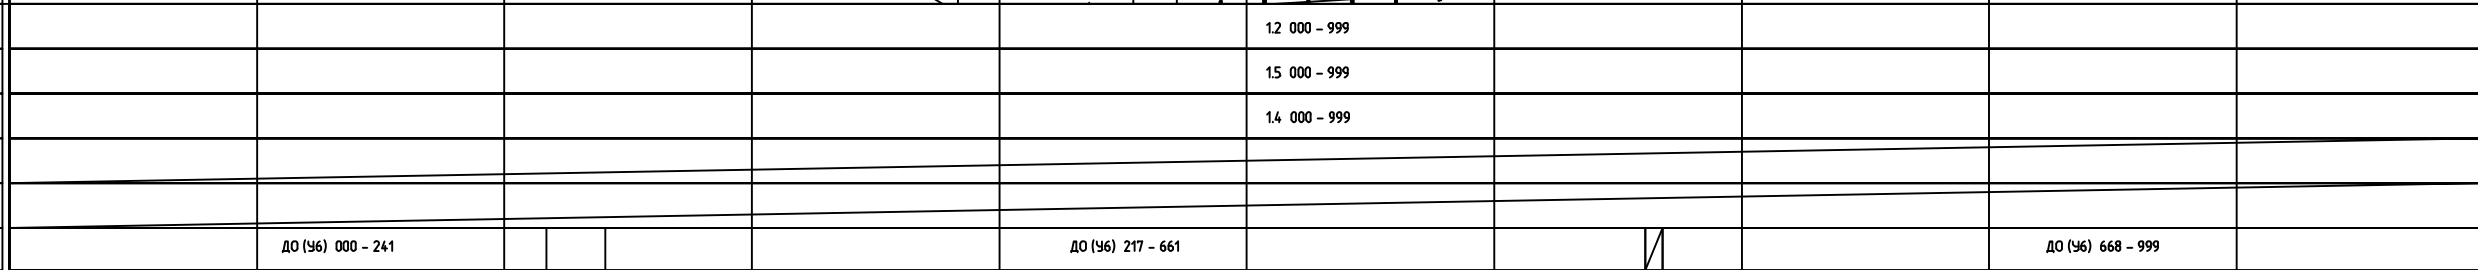 1.2 000 – 999
1.5 000 – 999
1.4 000 – 999
ДО (У6) 000 – 241 ДО (У6) 217 – 661 ДО (У6) 668 – 999